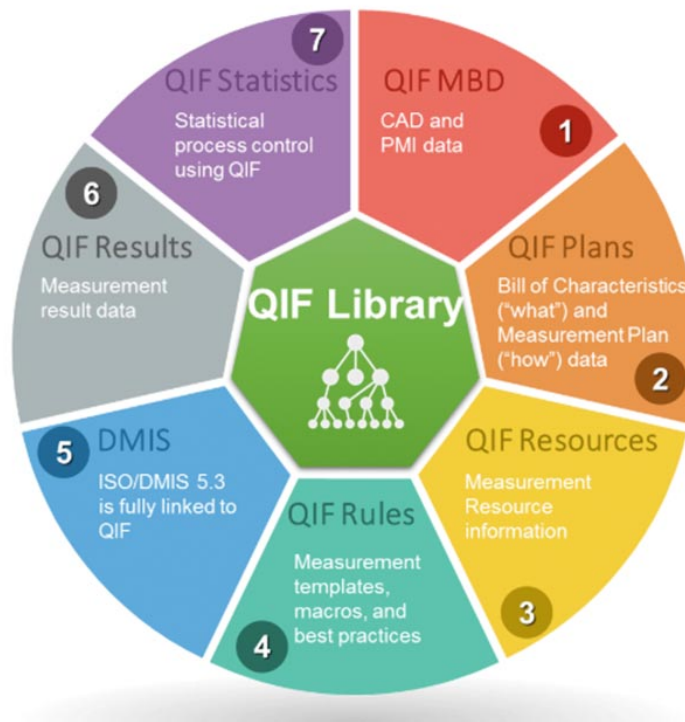 7
QIF Statistics
Statistical
process control
using QIF
QIF MBD
CAD and
PMI data
1
QIF Plans
Bill of Characteristics
(“what”) and
Measurement Plan
(“how”) data
2
QIF Resources
Measurement
Resource
information
3
QIF Rules
Measurement
templates,
macros, and
best practices
4
5
DMIS
ISO/DMIS 5.3
is fully linked to
QIF
6
QIF Results
Measurement
result data
QIF Library